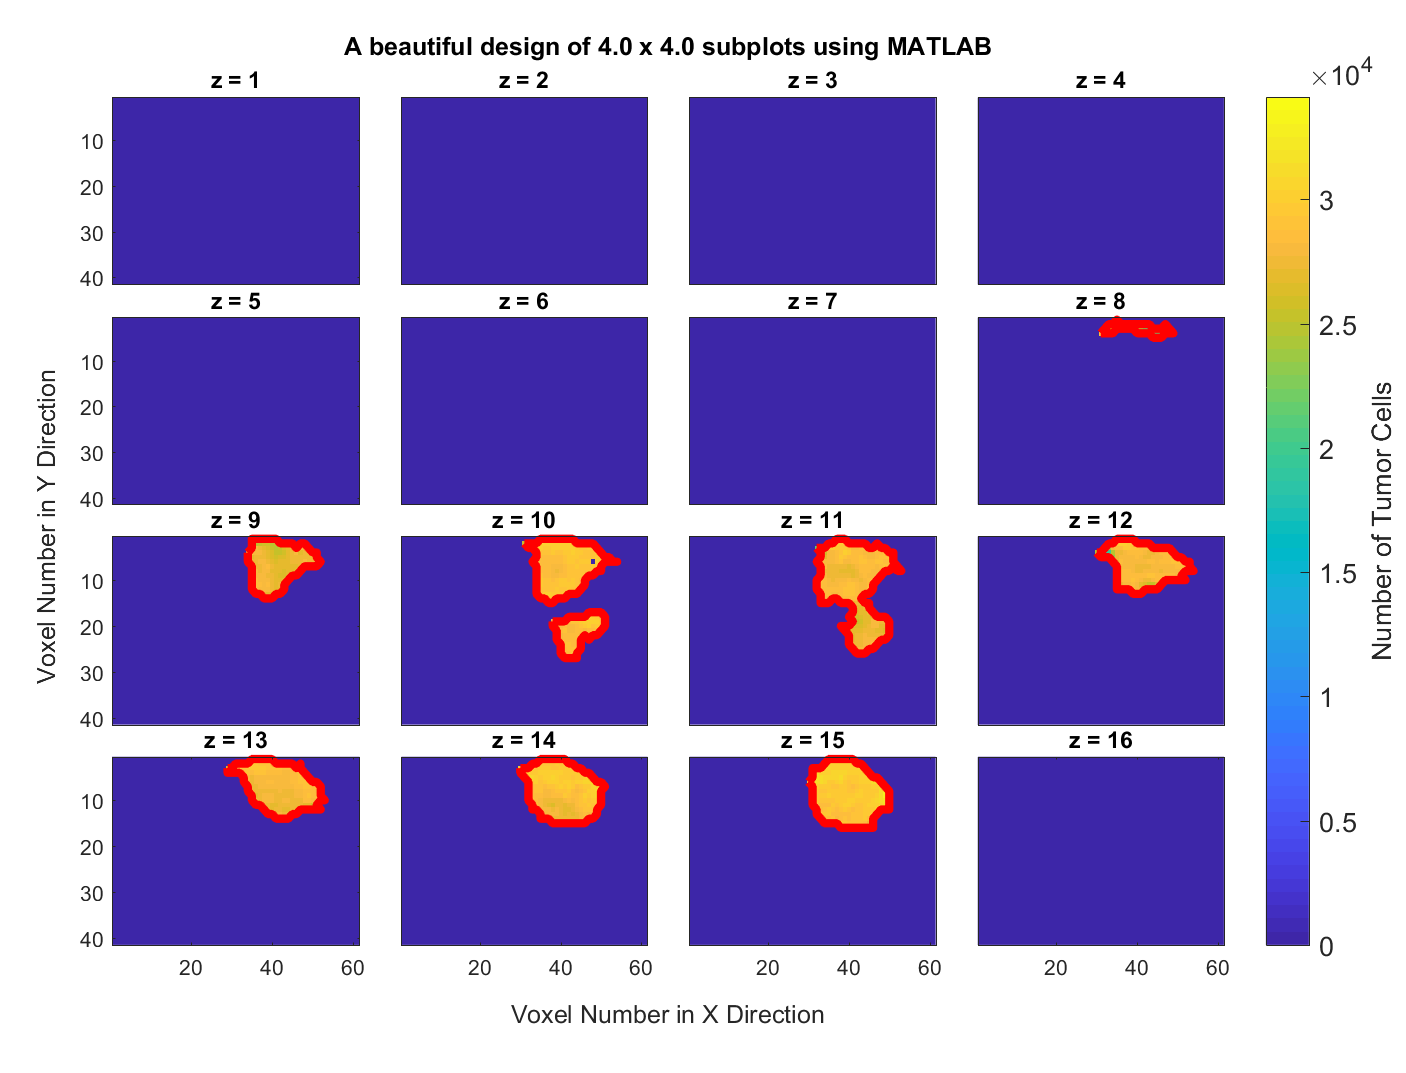 A beautiful design of 4.0 x 4.0 subplots using MATLAB
×10⁴
z = 1
z = 2
z = 3
z = 4
10
20
30
40
z = 5
z = 6
z = 7
z = 8
10
20
30
40
z = 9
z = 10
z = 11
z = 12
10
20
30
40
z = 13
z = 14
z = 15
z = 16
10
20
30
40
20 40 60
20 40 60
20 40 60
20 40 60
Voxel Number in Y Direction
Voxel Number in X Direction
3
2.5
2
1.5
1
0.5
0
Number of Tumor Cells